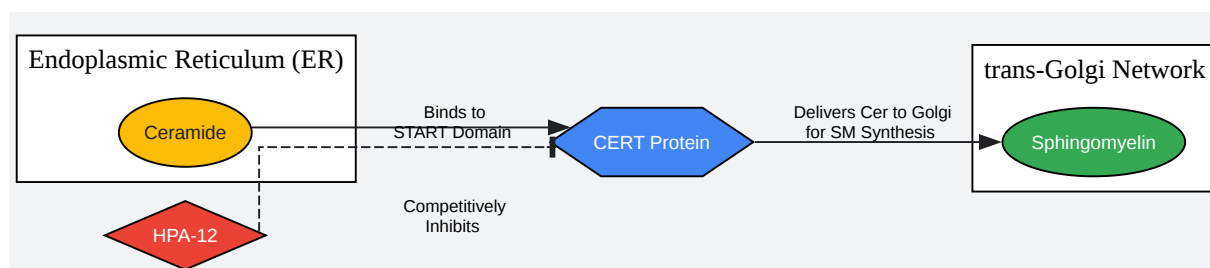 Endoplasmic Reticulum (ER)
Ceramide
HPA-12
Binds to
START Domain
Competitively
Inhibits
CERT Protein
Delivers Cer to Golgi
for SM Synthesis
trans-Golgi Network
Sphingomyelin